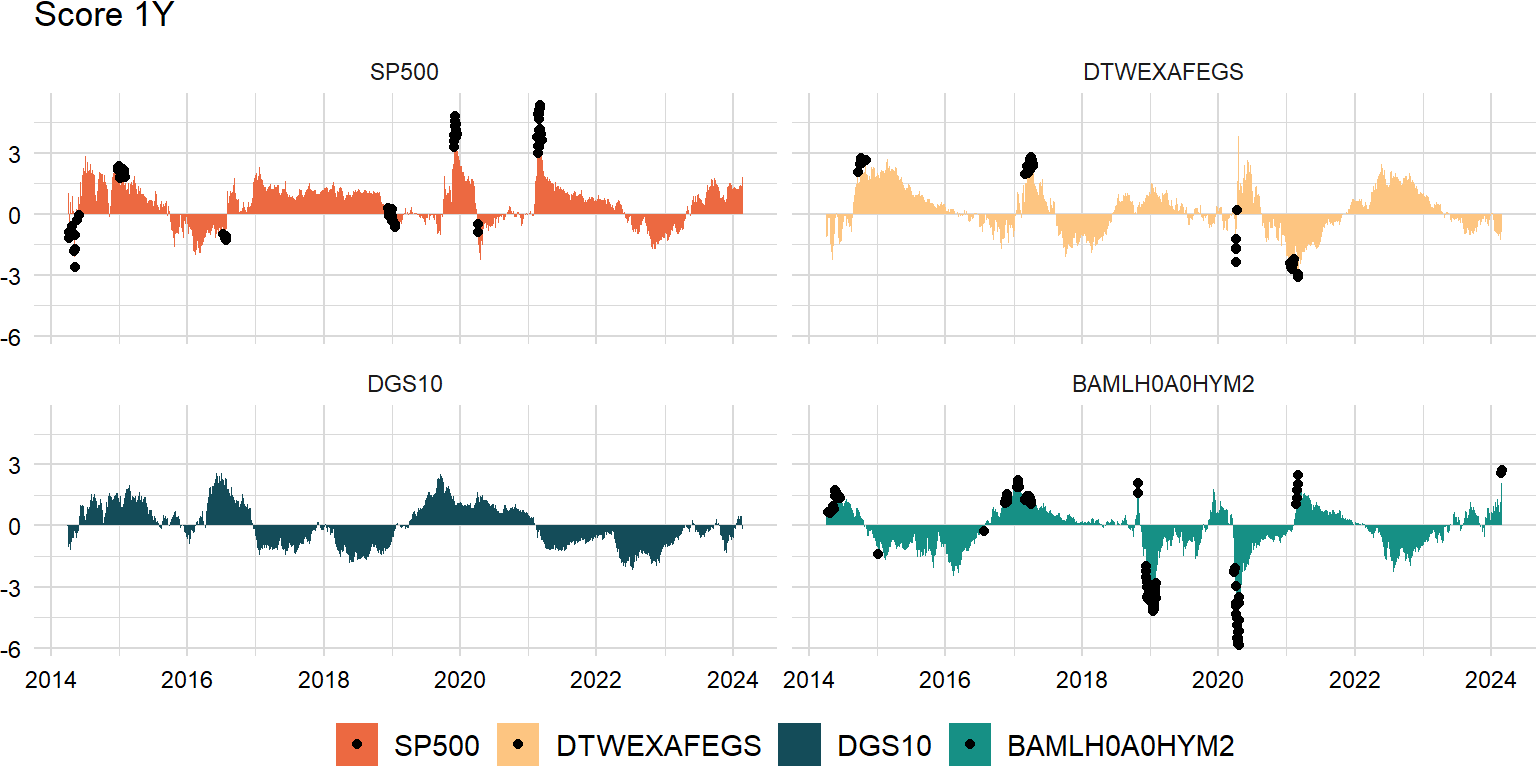 Score 1Y
SP500 DTWEXAFEGS
3
0
-3
-6
DGS10 BAMLH0A0HYM2
3
0
-3
-6
2014 2016 2018 2020 2022 2024 2014 2016 2018 2020 2022 2024
SP500 DTWEXAFEGS DGS10 BAMLH0A0HYM2